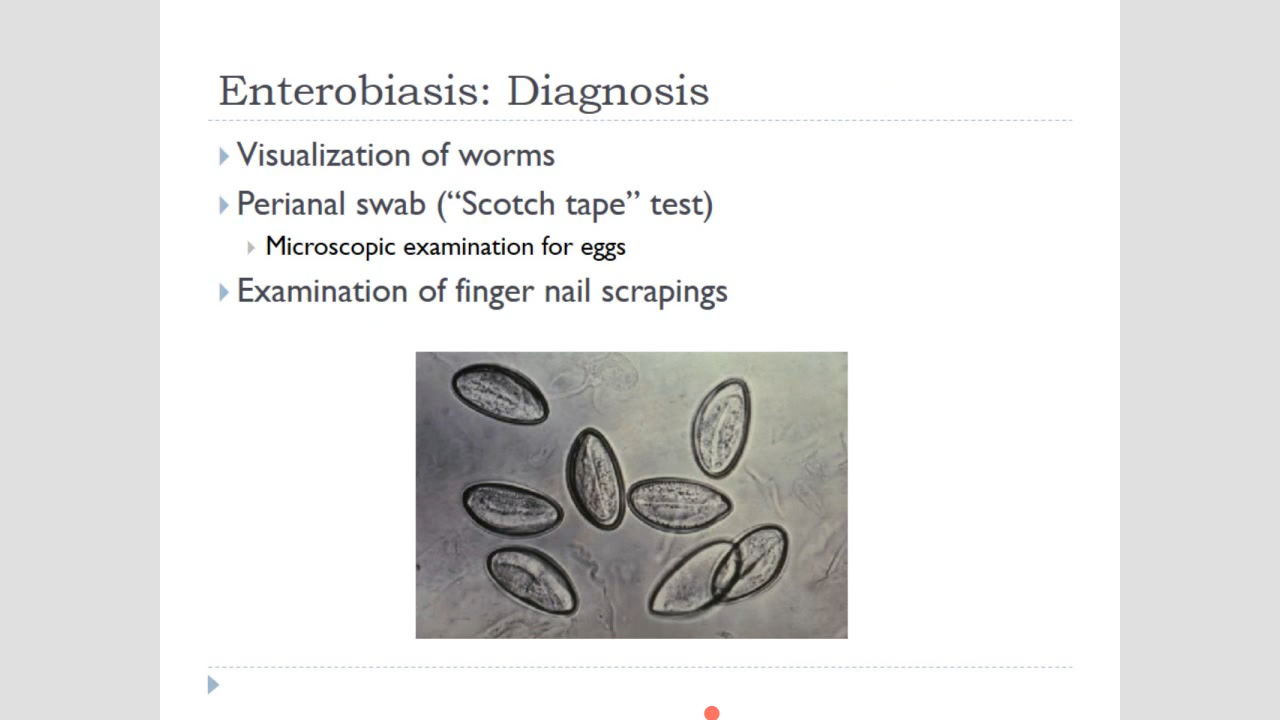 Enterobiasis: Diagnosis
Visualization of worms
Perianal swab (“Scotch tape” test)
Microscopic examination for eggs
Examination of finger nail scrapings